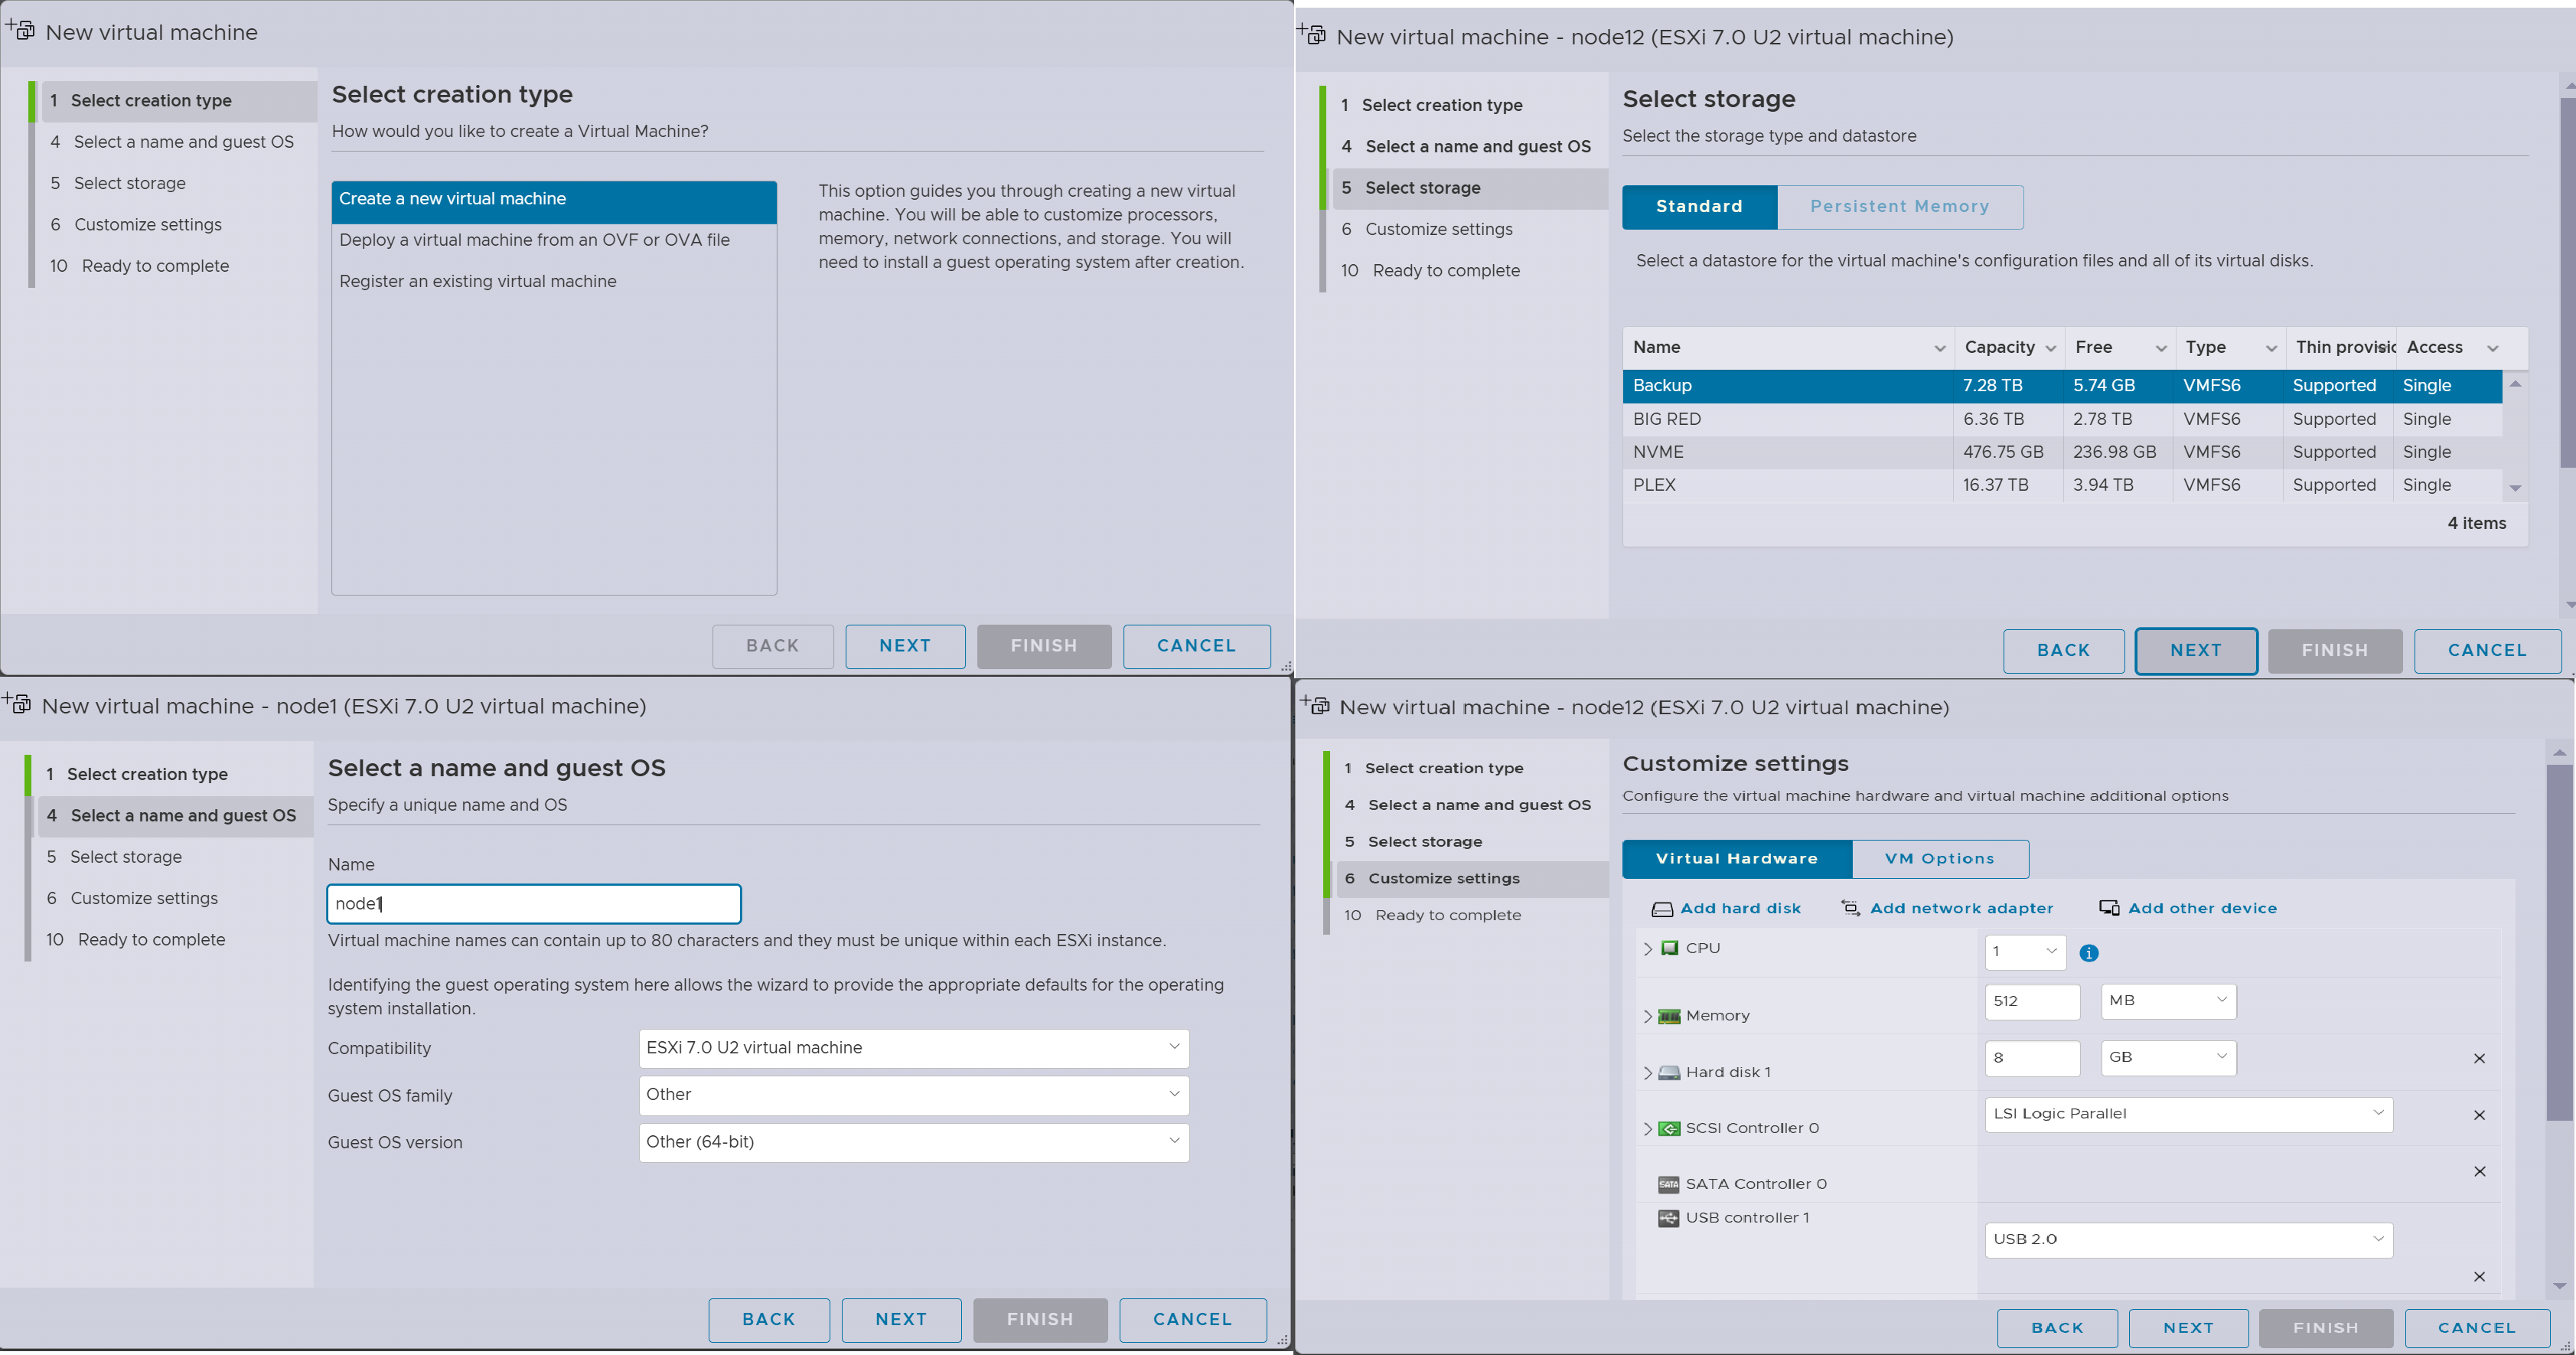 New virtual machine
1 Select creation type
4 Select a name and guest OS
5 Select storage
6 Customize settings
10 Ready to complete
Select creation type
How would you like to create a Virtual Machine?
Create a new virtual machine
Deploy a virtual machine from an OVF or OVA file
Register an existing virtual machine
This option guides you through creating a new virtual
machine. You will be able to customize processors,
memory, network connections, and storage. You will
need to install a guest operating system after creation.
BACK NEXT FINISH CANCEL
New virtual machine - node12 (ESXi 7.0 U2 virtual machine)
1 Select creation type
4 Select a name and guest OS
5 Select storage
6 Customize settings
10 Ready to complete
Select storage
Select the storage type and datastore
Standard Persistent Memory
Select a datastore for the virtual machine's configuration files and all of its virtual disks.
Name Capacity Free Type Thin Access
Backup 7.28 TB 5.74 GB VMFS6 Supported Single
BIG RED 6.36 TB 2.78 TB VMFS6 Supported Single
NVME 476.75 GB 236.98 GB VMFS6 Supported Single
PLEX 16.37 TB 3.94 TB VMFS6 Supported Single
4 items
BACK NEXT FINISH CANCEL
New virtual machine - node1 (ESXi 7.0 U2 virtual machine)
1 Select creation type
4 Select a name and guest OS
5 Select storage
6 Customize settings
10 Ready to complete
Select a name and guest OS
Specify a unique name and OS
Name
node1
Virtual machine names can contain up to 80 characters and they must be unique within each ESXi instance.
Identifying the guest operating system here allows the wizard to provide the appropriate defaults for the operating
system installation.
Compatibility ESXi 7.0 U2 virtual machine
Guest OS family Other
Guest OS version Other (64-bit)
BACK NEXT FINISH CANCEL
New virtual machine - node12 (ESXi 7.0 U2 virtual machine)
1 Select creation type
4 Select a name and guest OS
5 Select storage
6 Customize settings
10 Ready to complete
Customize settings
Configure the virtual machine hardware and virtual machine additional options
Virtual Hardware VM Options
Add hard disk Add network adapter Add other device
CPU 1
Memory 512 MB
Hard disk 1 8 GB
SCSI Controller 0 LSI Logic Parallel
SATA Controller 0
USB controller 1 USB 2.0
BACK NEXT FINISH CANCEL